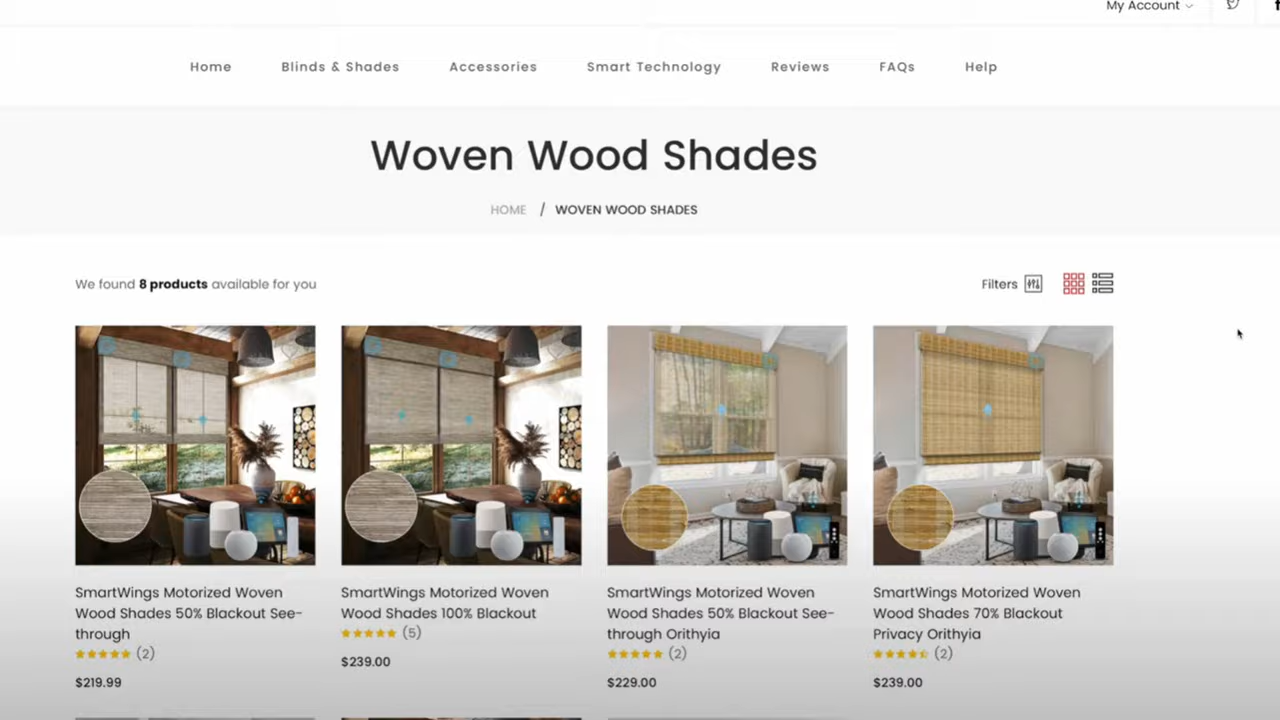 My Account
Home Blinds & Shades Accessories Smart Technology Reviews FAQs Help
Woven Wood Shades
HOME / WOVEN WOOD SHADES
We found 8 products available for you
Filters
SmartWings Motorized Woven
Wood Shades 50% Blackout See-
through
(2)
$219.99
SmartWings Motorized Woven
Wood Shades 100% Blackout
(5)
$239.00
SmartWings Motorized Woven
Wood Shades 50% Blackout See-
through Orithyia
(2)
$229.00
SmartWings Motorized Woven
Wood Shades 70% Blackout
Privacy Orithyia
(2)
$239.00